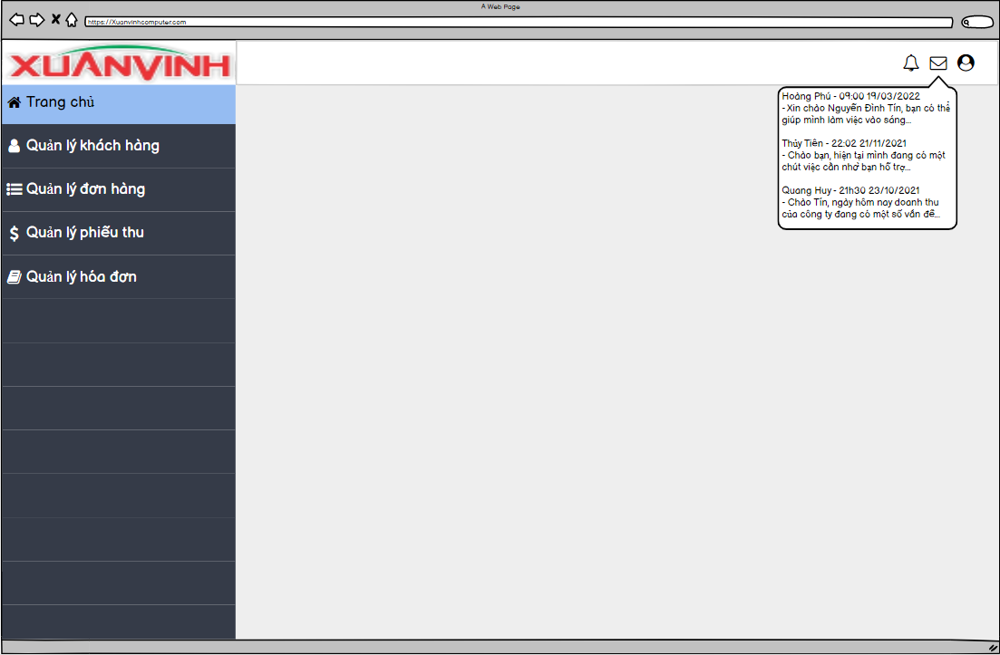 A Web Page
https://Xuanvinhcomputer.com
XUANVINH
Trang chủ
Quản lý khách hàng
Quản lý đơn hàng
Quản lý phiếu thu
Quản lý hóa đơn
Hoàng Phú - 09:00 19/03/2022
- Xin chào Nguyễn Đình Tín, bạn có thể
giúp mình làm việc vào sáng...
Thủy Tiên - 22:02 21/11/2021
- Chào bạn, hiện tại mình đang có một
chút việc cần nhờ bạn hỗ trợ...
Quang Huy - 21h30 23/10/2021
- Chào Tín, ngày hôm nay doanh thu
của công ty đang có một số vấn đề...